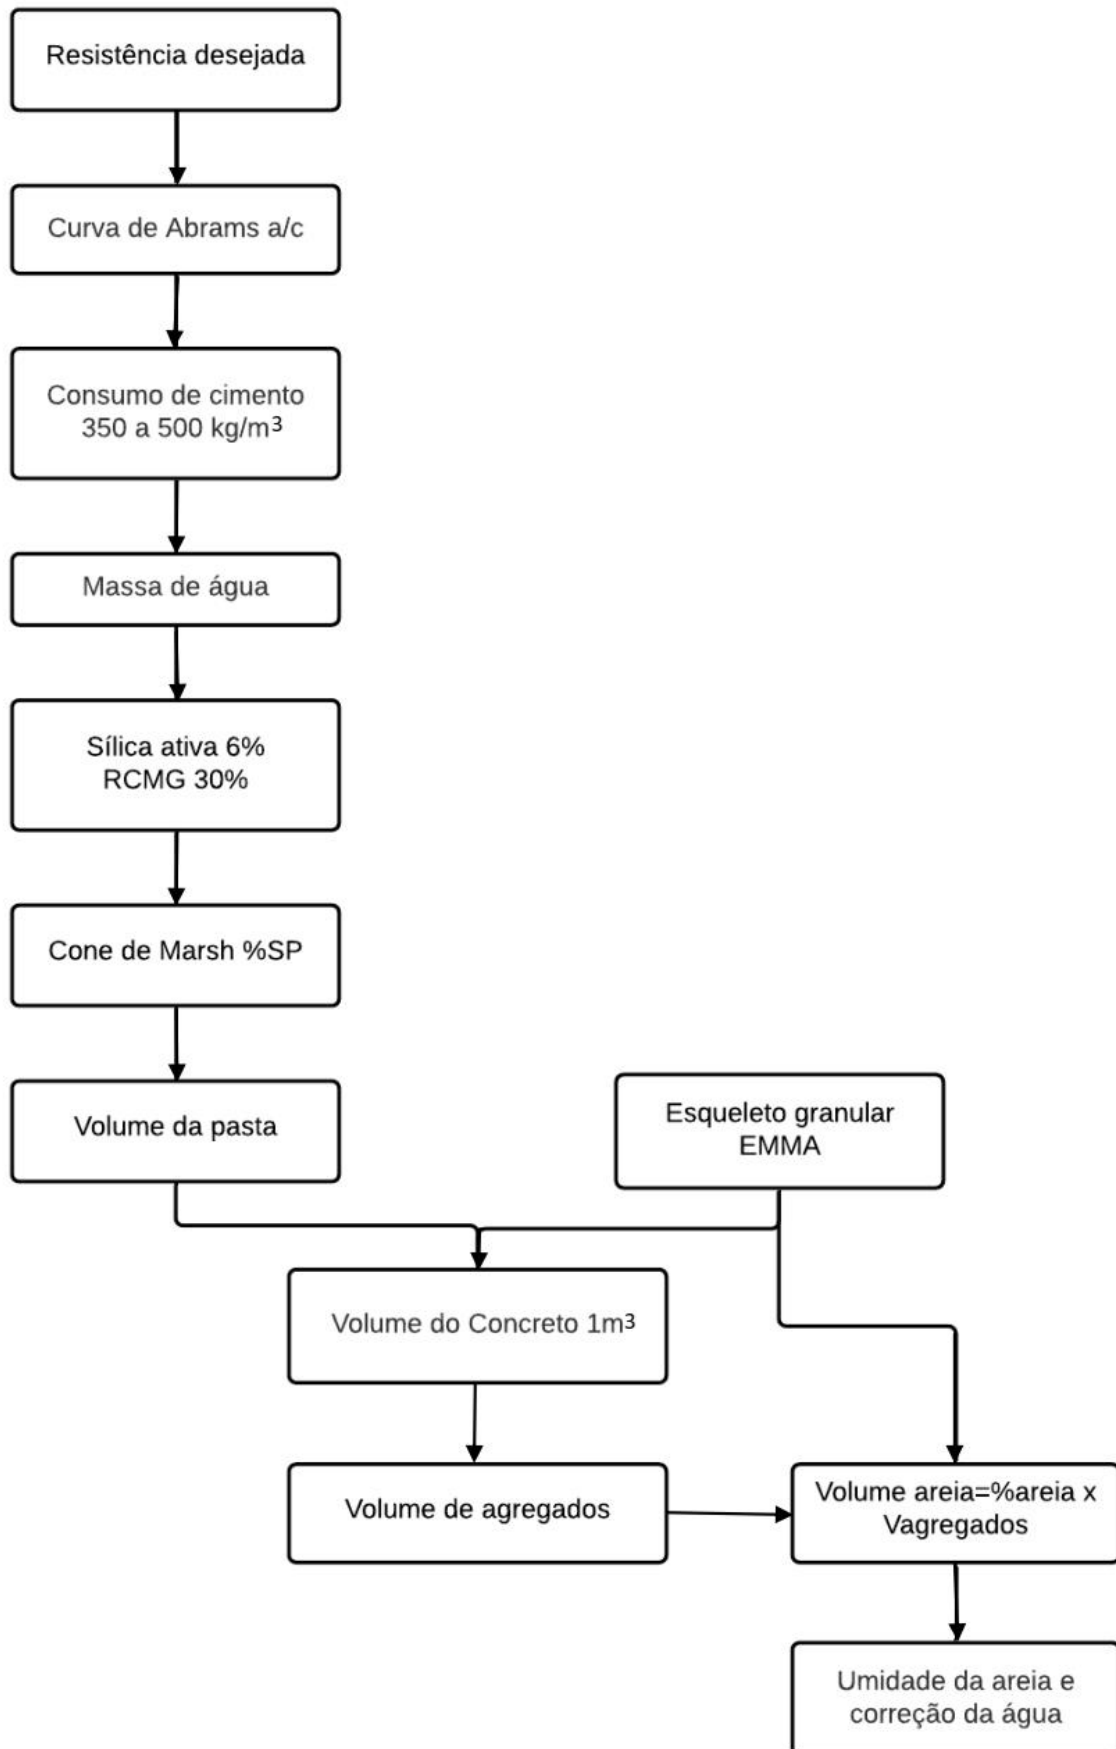 Resistência desejada
Curva de Abrams a/c
Consumo de cimento
350 a 500 kg/m³
Massa de água
Sílica ativa 6%
RCMG 30%
Cone de Marsh %SP
Volume da pasta
Esqueleto granular
EMMA
Volume do Concreto 1m³
Volume de agregados
Volume areia=%areia x
Vagregados
Umidade da areia e
correção da água